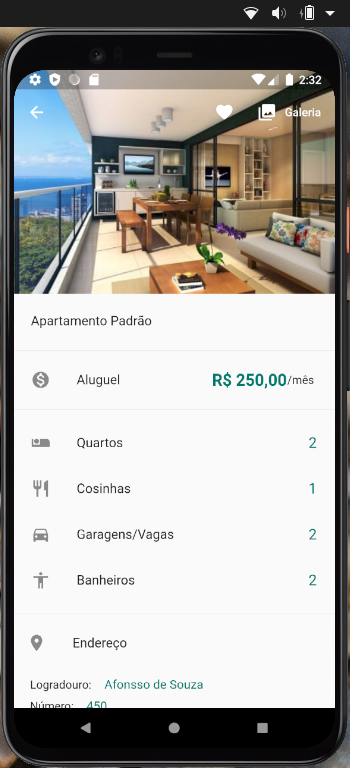 2:32
Galeria
Apartamento Padrão
Aluguel R$ 250,00/mês
Quartos 2
Cosinhas 1
Garagens/Vagas 2
Banheiros 2
Endereço
Logradouro: Afonsso de Souza
Número: 450